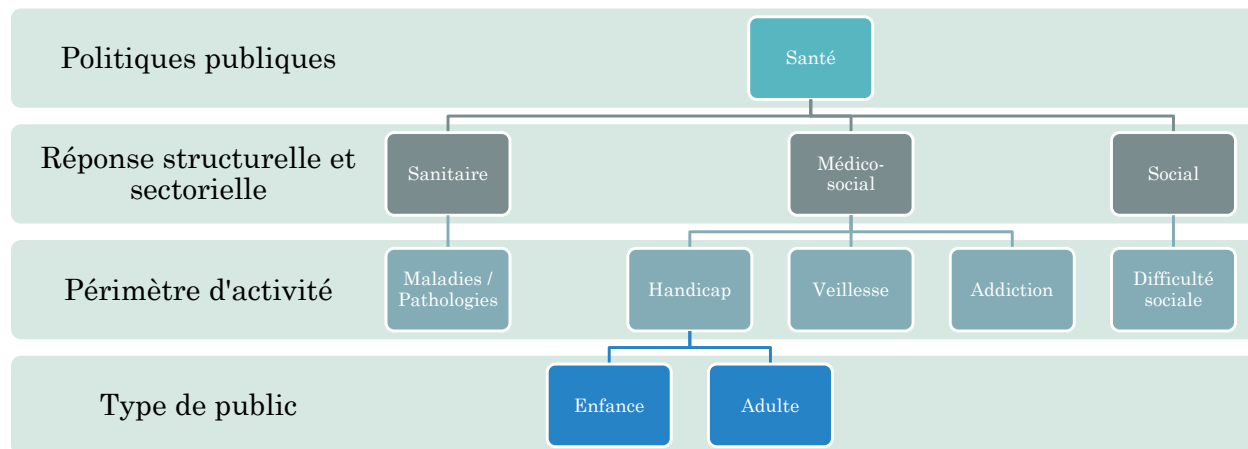 Politiques publiques
Santé
Réponse structurelle et
sectorielle
Sanitaire
Médico-
social
Social
Périmètre d'activité
Maladies /
Pathologies
Handicap
Veillesse
Addiction
Difficulté
sociale
Type de public
Enfance
Adulte